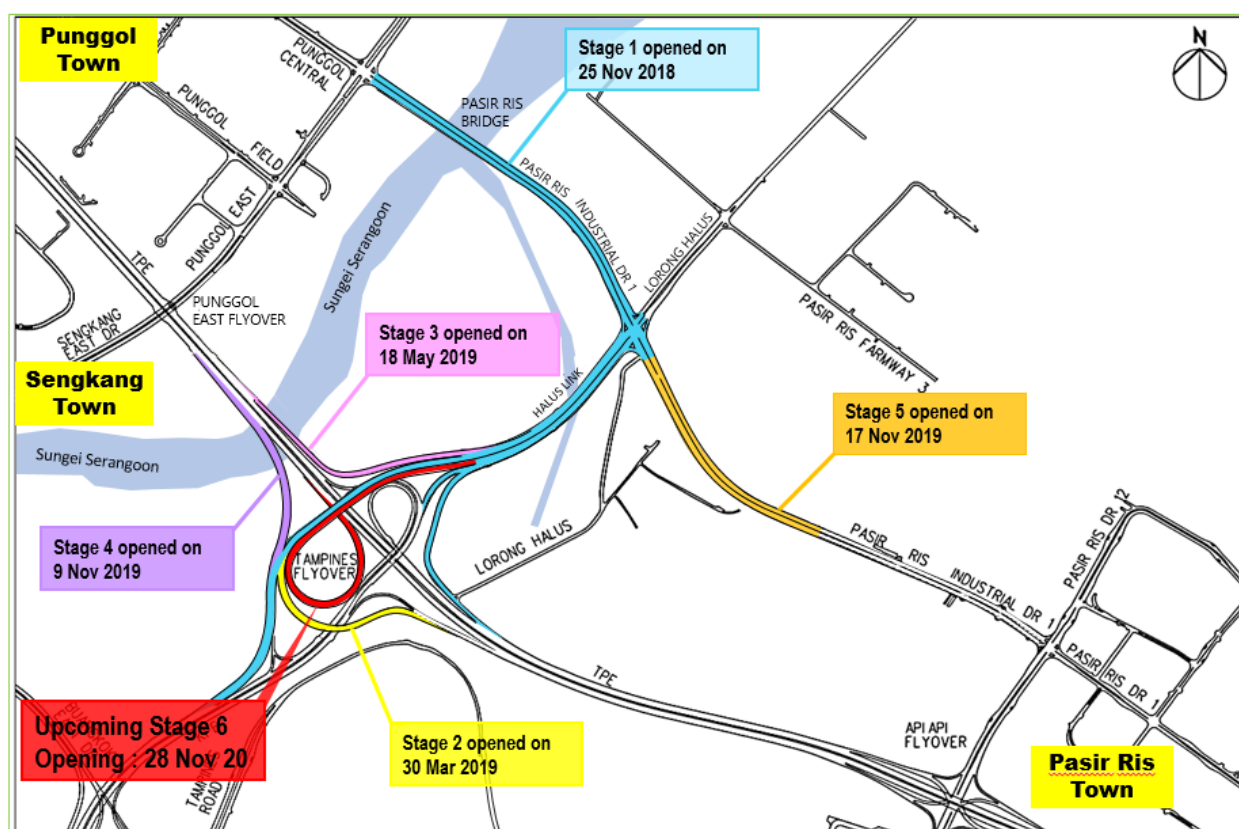 Punggol
Town
N
Stage 1 opened on
25 Nov 2018
PUNGGOL
CENTRAL
PUNGGOL
FIELD
PASIR RIS
BRIDGE
PASIR RIS
INDUSTRIAL DR 1
LORONG HALUS
PUNGGOL EAST
TPE
Sungei Serangoon
PUNGGOL
EAST FLYOVER
SENGKANG
EAST DR
PASIR RIS FARMWAY 3
Stage 3 opened on
18 May 2019
Sengkang
Town
HALUS LINK
Stage 5 opened on
17 Nov 2019
Sungei Serangoon
Stage 4 opened on
9 Nov 2019
TAMPINES
FLYOVER
LORONG HALUS
PASIR RIS INDUSTRIAL DR 1
PASIR RIS DR 12
PASIR RIS DR 1
TPE
Upcoming Stage 6
Opening : 28 Nov 20
TAMPINES
ROAD
Stage 2 opened on
30 Mar 2019
API API
FLYOVER
Pasir Ris
Town